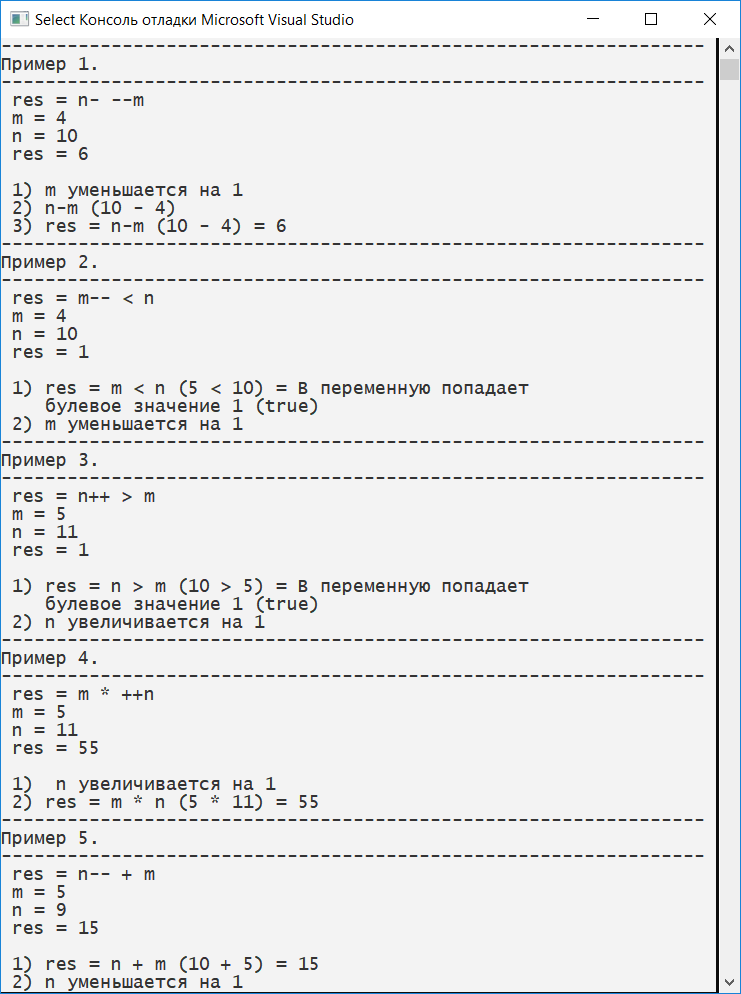 Select Консоль отладки Microsoft Visual Studio
----------------------------------------------------------------
Пример 1.
----------------------------------------------------------------
res = n- --m
m = 4
n = 10
res = 6
1) m уменьшается на 1
2) n-m (10 - 4)
3) res = n-m (10 - 4) = 6
----------------------------------------------------------------
Пример 2.
----------------------------------------------------------------
res = m-- < n
m = 4
n = 10
res = 1
1) res = m < n (5 < 10) = В переменную попадает
булевое значение 1 (true)
2) m уменьшается на 1
----------------------------------------------------------------
Пример 3.
----------------------------------------------------------------
res = n++ > m
m = 5
n = 11
res = 1
1) res = n > m (10 > 5) = В переменную попадает
булевое значение 1 (true)
2) n увеличивается на 1
----------------------------------------------------------------
Пример 4.
----------------------------------------------------------------
res = m * ++n
m = 5
n = 11
res = 55
1)  n увеличивается на 1
2) res = m * n (5 * 11) = 55
----------------------------------------------------------------
Пример 5.
----------------------------------------------------------------
res = n-- + m
m = 5
n = 9
res = 15
1) res = n + m (10 + 5) = 15
2) n уменьшается на 1